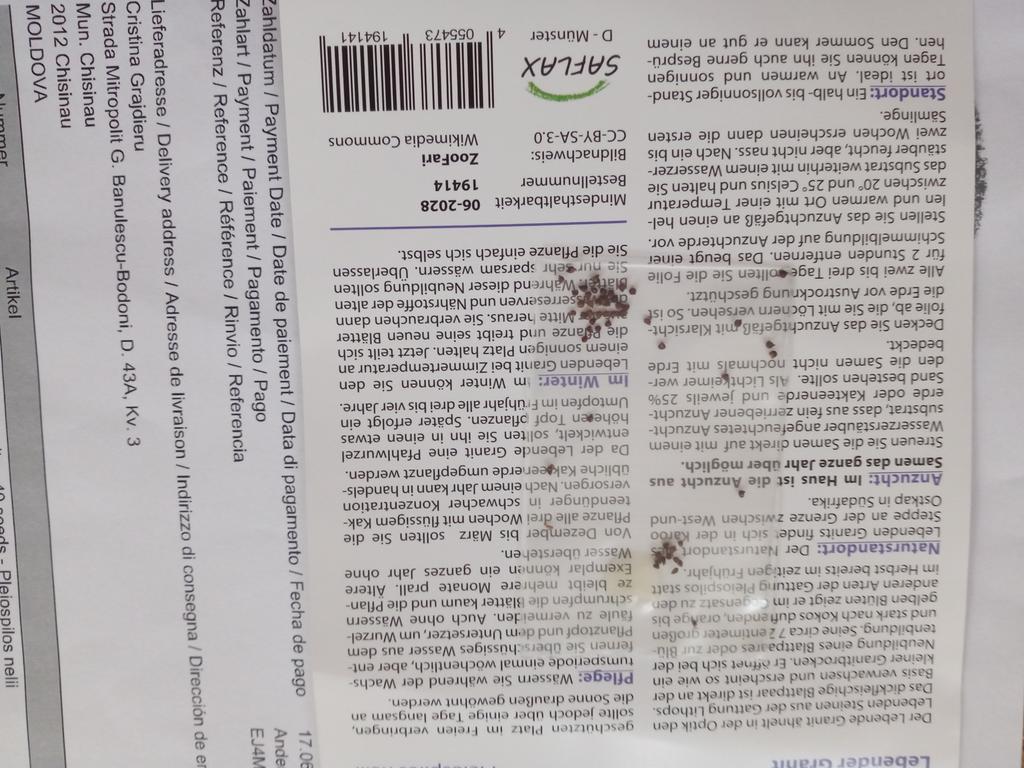 Lebender Granit
Der Lebende Granit ähnelt in der Optik den
Lebenden Steinen aus der Gattung Lithops.
Das dickfleischige Blattpaar ist direkt an der
Basis verwachsen und erscheint so wie ein
kleiner Granitbrocken. Er öffnet sich bei der
Neubildung eines Blattpaares oder zur Blü-
tenbildung. Seine circa 7 Zentimeter großen
und stark nach Kokos duftenden, orange bis
gelben Blüten zeigt er im Gegensatz zu den
anderen Arten der Gattung Pleiospilos statt
im Herbst bereits im zeitigen Frühjahr.
Naturstandort: Der Naturstandort des
Lebenden Granits findet sich in der Karoo
Steppe an der Grenze zwischen West-und
Ostkap in Südafrika.
Anzucht: Im Haus ist die Anzucht aus
Samen das ganze Jahr über möglich.
Streuen Sie die Samen direkt auf mit einem
Wasserzerstäuber angefeuchtetes Anzucht-
substrat, dass aus fein zerriebener Anzucht-
erde oder Kakteenerde und jeweils 25%
Sand bestehen sollte. Als Lichtkeimer wer-
den die Samen nicht nochmals mit Erde
bedeckt.
Decken Sie das Anzuchtgefäß mit Klarsicht-
folie ab, die Sie mit Löchern versehen. So ist
die Erde vor Austrocknung geschützt.
Alle zwei bis drei Tage sollten Sie die Folie
für 2 Stunden entfernen. Das beugt einer
Schimmelbildung auf der Anzuchterde vor.
Stellen Sie das Anzuchtgefäß an einen hel-
len und warmen Ort mit einer Temperatur
zwischen 20° und 25° Celsius und halten Sie
das Substrat weiterhin mit einem Wasserzer-
stäuber feucht, aber nicht nass. Nach ein bis
zwei Wochen erscheinen dann die ersten
Sämlinge.
Standort: Ein halb- bis vollsonniger Stand-
ort ist ideal. An warmen und sonnigen
Tagen können Sie ihn auch gerne Besprü-
hen. Den Sommer kann er gut an einem
geschützten Platz im Freien verbringen,
sollte jedoch über einige Tage langsam an
die Sonne draußen gewöhnt werden.
Pflege: Wässern Sie während der Wachs-
tumsperiode einmal wöchentlich, aber ent-
fernen Sie überschüssiges Wasser aus dem
Pflanztopf und dem Untersetzer, um Wurzel-
fäule zu vermeiden. Auch ohne Wässern
schrumpfen die Blätter kaum und die Pflan-
ze bleibt mehrere Monate prall. Ältere
Exemplar können ein ganzes Jahr ohne
Wasser überstehen.
Von Dezember bis März sollten Sie die
Pflanze alle drei Wochen mit flüssigem Kak-
teendünger in schwacher Konzentration
versorgen. Nach einem Jahr kann in handels-
übliche Kakteenerde umgepflanzt werden.
Da der Lebende Granit eine Pfahlwurzel
entwickelt, sollten Sie ihn in einen etwas
höheren Topf pflanzen. Später erfolgt ein
Umtopfen im Frühjahr alle drei bis vier Jahre.
Im Winter: Im Winter können Sie den
Lebenden Granit bei Zimmertemperatur an
einem sonnigen Platz halten. Jetzt teilt sich
die Pflanze und treibt seine neuen Blätter
aus der Mitte heraus. Sie verbrauchen dann
die Wasserreserven und Nährstoffe der alten
Blätter. Während dieser Neubildung sollten
Sie nur sehr sparsam wässern. Überlassen
Sie die Pflanze einfach sich selbst.
Mindesthaltbarkeit 06-2028
Bestellnummer 19414
Bildnachweis: ZooFari
CC-BY-SA-3.0 Wikimedia Commons
SAFLAX
D - Münster
4 055473 194141
17.06
Ande
EJ4M
Zahldatum / Payment Date / Date de paiement / Data di pagamento / Fecha de pago
Zahlart / Payment / Paiement / Pagamento / Pago
Referenz / Reference / Référence / Rinvio / Referencia
Lieferadresse / Delivery address / Adresse de livraison / Indirizzo di consegna / Dirección de en
Cristina Grajdieru
Strada Mitropolit G. Banulescu-Bodoni, D. 43A, Kv. 3
Mun. Chisinau
2012 Chisinau
MOLDOVA
Nummer Artikel
40 seeds - Pleiospilos nelii